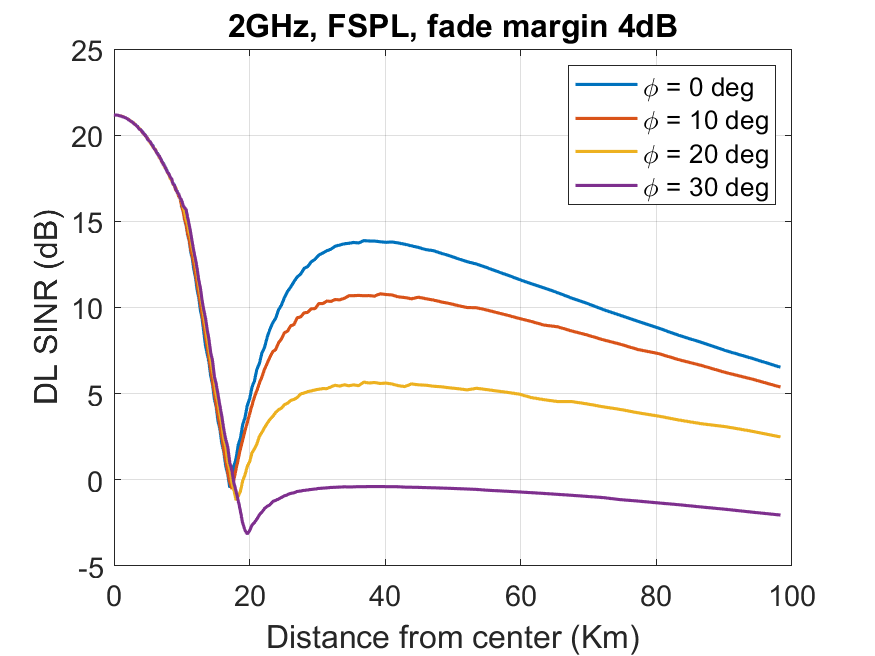 2GHz, FSPL, fade margin 4dB
25
20
15
10
5
0
-5
DL SINR (dB)
ϕ = 0 deg
ϕ = 10 deg
ϕ = 20 deg
ϕ = 30 deg
0 20 40 60 80 100
Distance from center (Km)